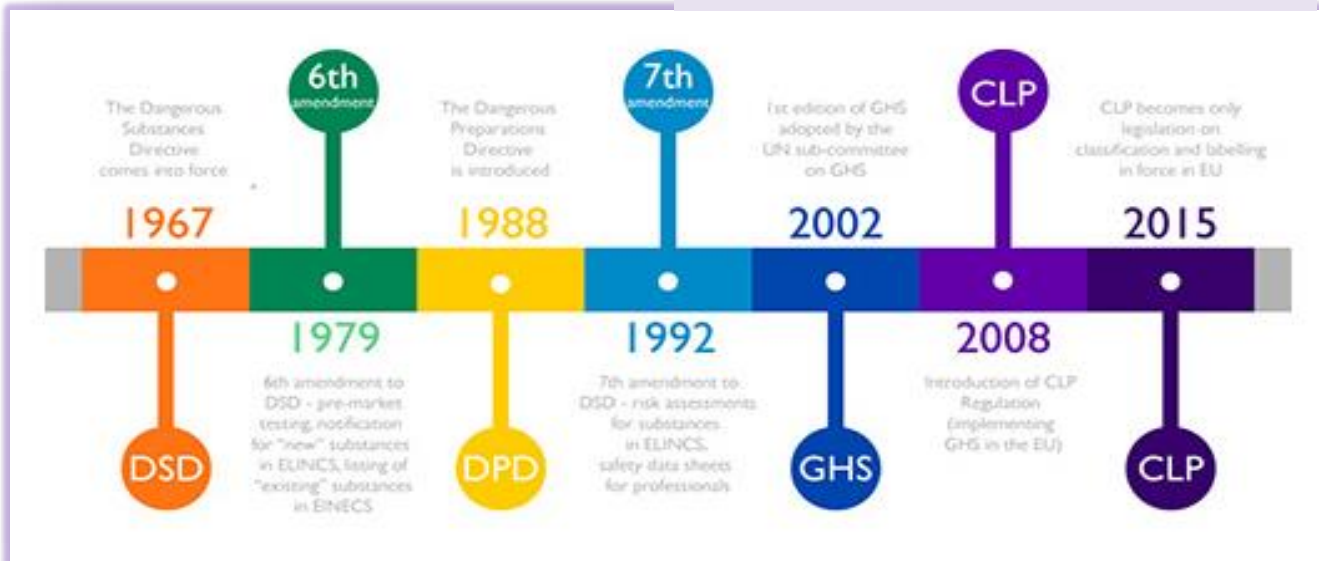 The Dangerous
Substances
Directive
comes into force
1967
DSD
6th
amendment
1979
6th amendment to
DSD - pre-market
testing, notification
for "new" substances
in ELINCS, listing of
"existing" substances
in EINECS
The Dangerous
Preparations
Directive
is introduced
1988
DPD
7th
amendment
1992
7th amendment to
DSD - risk assessments
for substances
in ELINCS,
safety data sheets
for professionals
1st edition of GHS
adopted by the
UN sub-committee
on GHS
2002
GHS
CLP
2008
Introduction of CLP
Regulation
(implementing
GHS in the EU)
CLP becomes only
legislation on
classification and labelling
in force in EU
2015
CLP